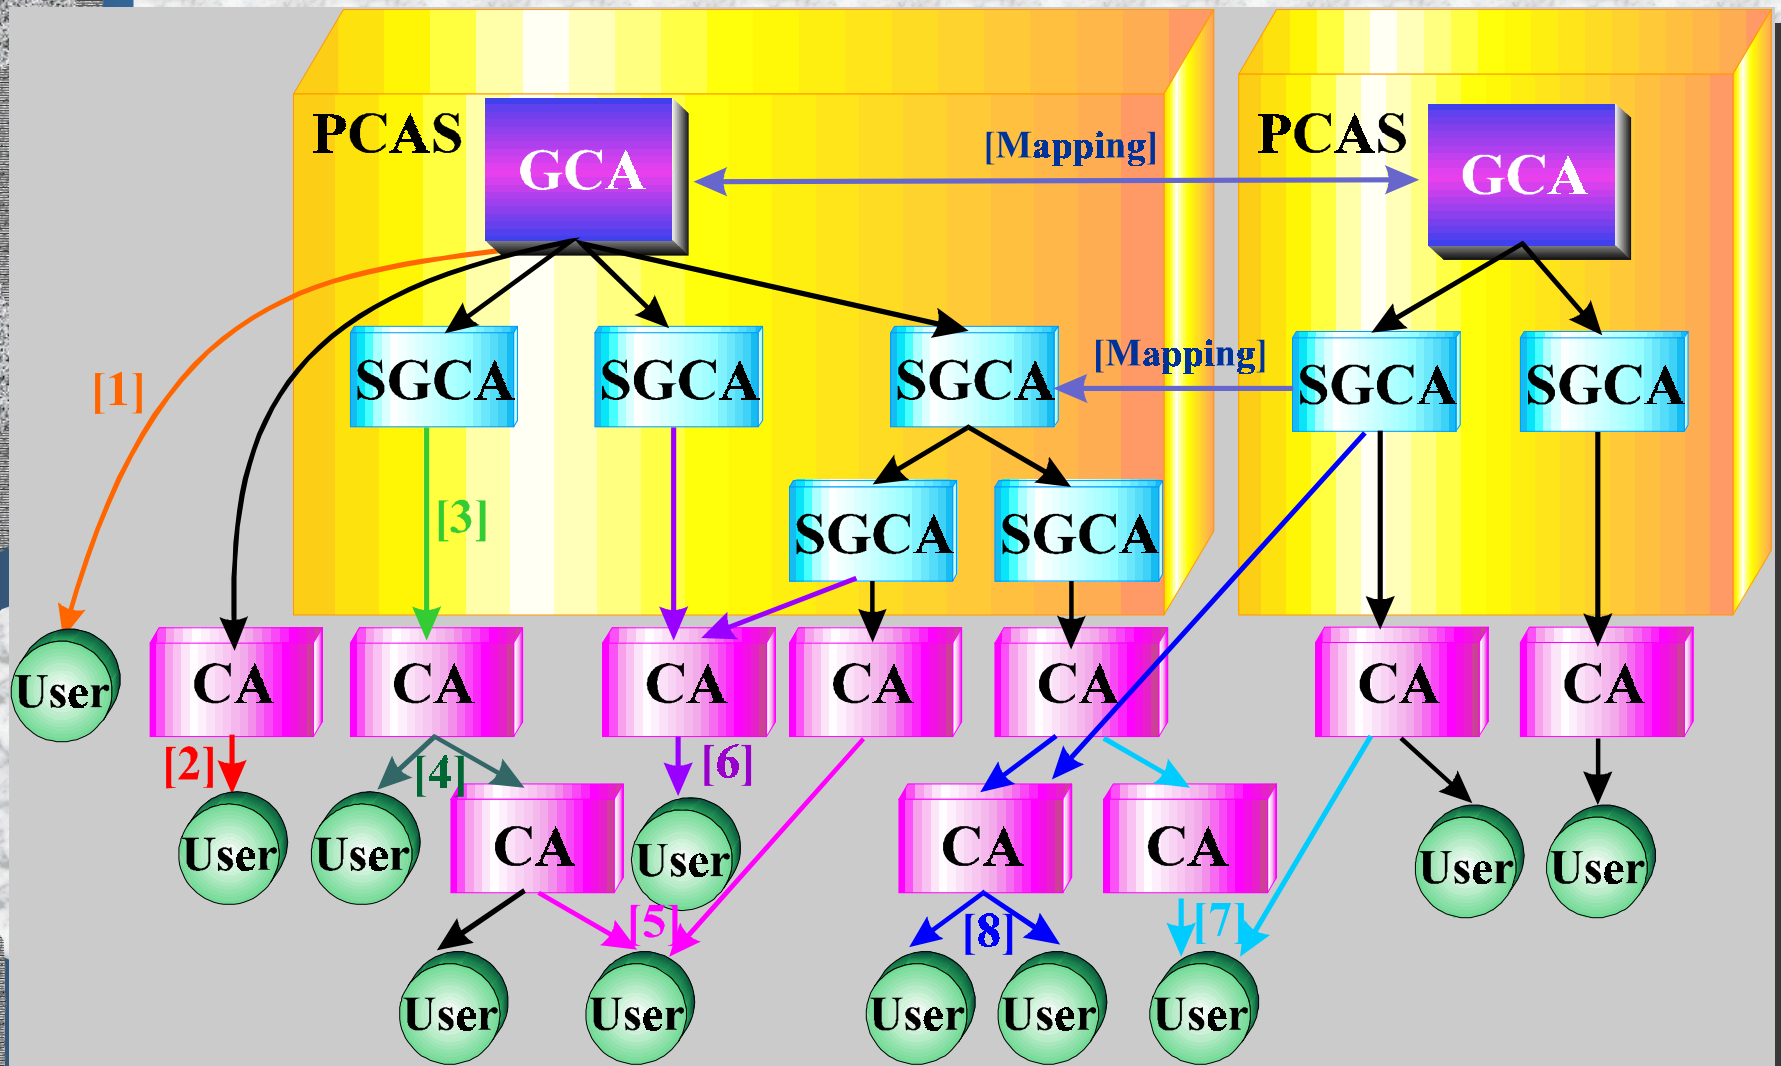 PCAS
GCA
[Mapping]
PCAS
GCA
[1]
SGCA
SGCA
SGCA
[Mapping]
SGCA
SGCA
[3]
SGCA
SGCA
User
CA
CA
CA
CA
CA
CA
CA
[2]
[4]
[6]
User
User
CA
User
CA
CA
User
User
[5]
[8]
[7]
User
User
User
User
User